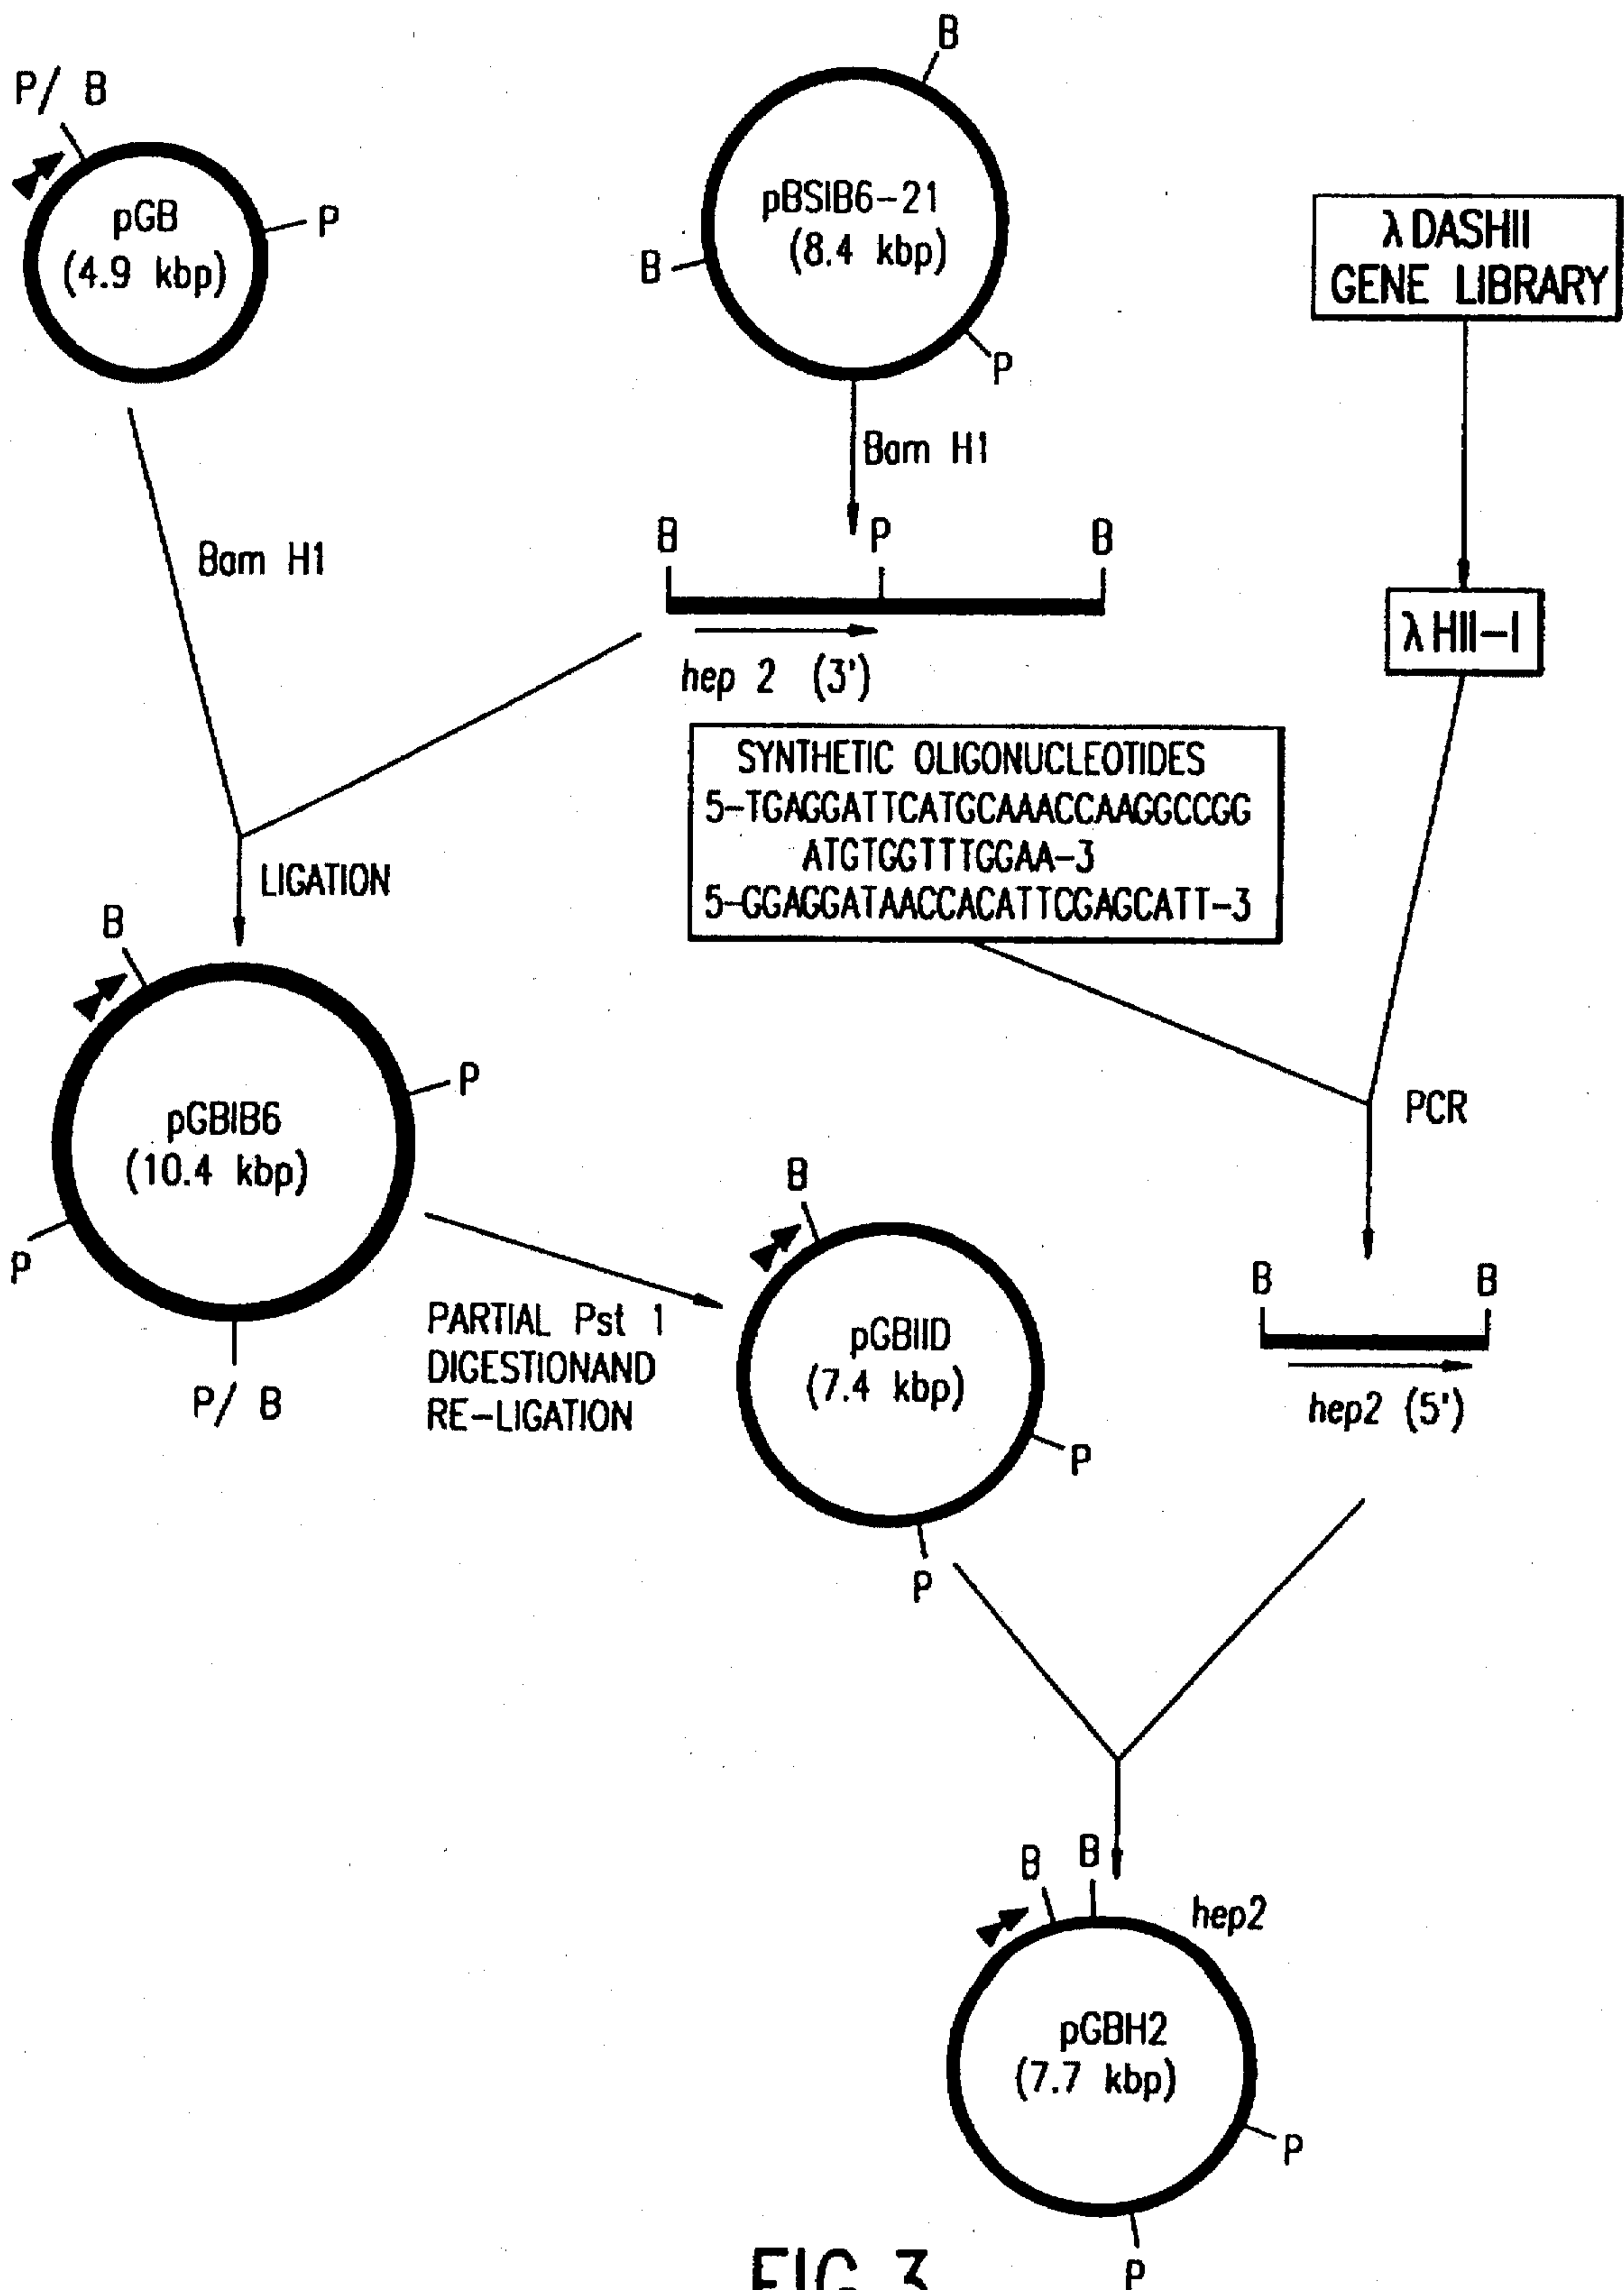 P/ B
P
pGB
(4.9 kbp)
B
B
P
pBSIB6-21
(8.4 kbp)
λ DASHII
GENE LIBRARY
Bam H1
Bam H1
B
P
B
hep 2 (3')
λ HII-I
SYNTHETIC OLIGONUCLEOTIDES
5-TGAGGATTCATGCAAACCAAGGCCGG
ATGTGGTTTGGAA-3
5-GGAGGATAACCACATTCGAGCATT-3
LIGATION
PCR
B
P
P
P/ B
pGBIB6
(10.4 kbp)
PARTIAL Pst 1
DIGESTIONAND
RE-LIGATION
B
P
P
pGBIID
(7.4 kbp)
B
B
hep2 (5')
B
B
hep2
pGBH2
(7.7 kbp)
P
P
FIG. 3